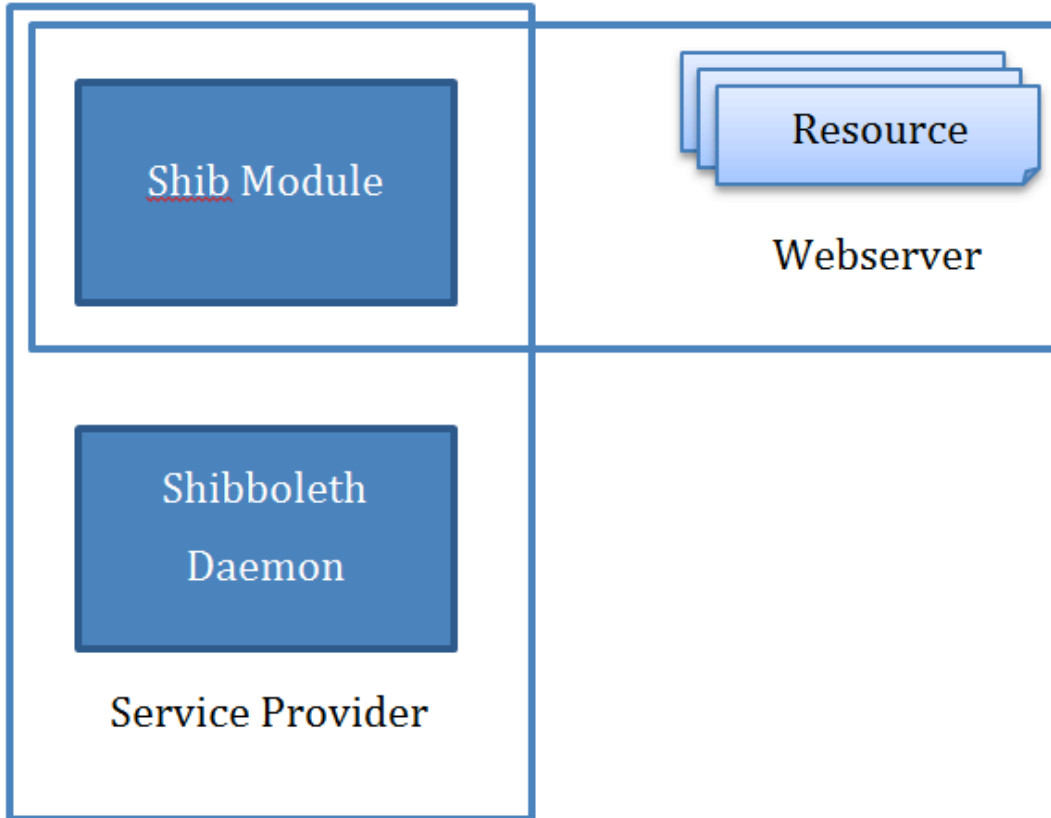 Shib Module
Resource
Webserver
Shibboleth
Daemon
Service Provider